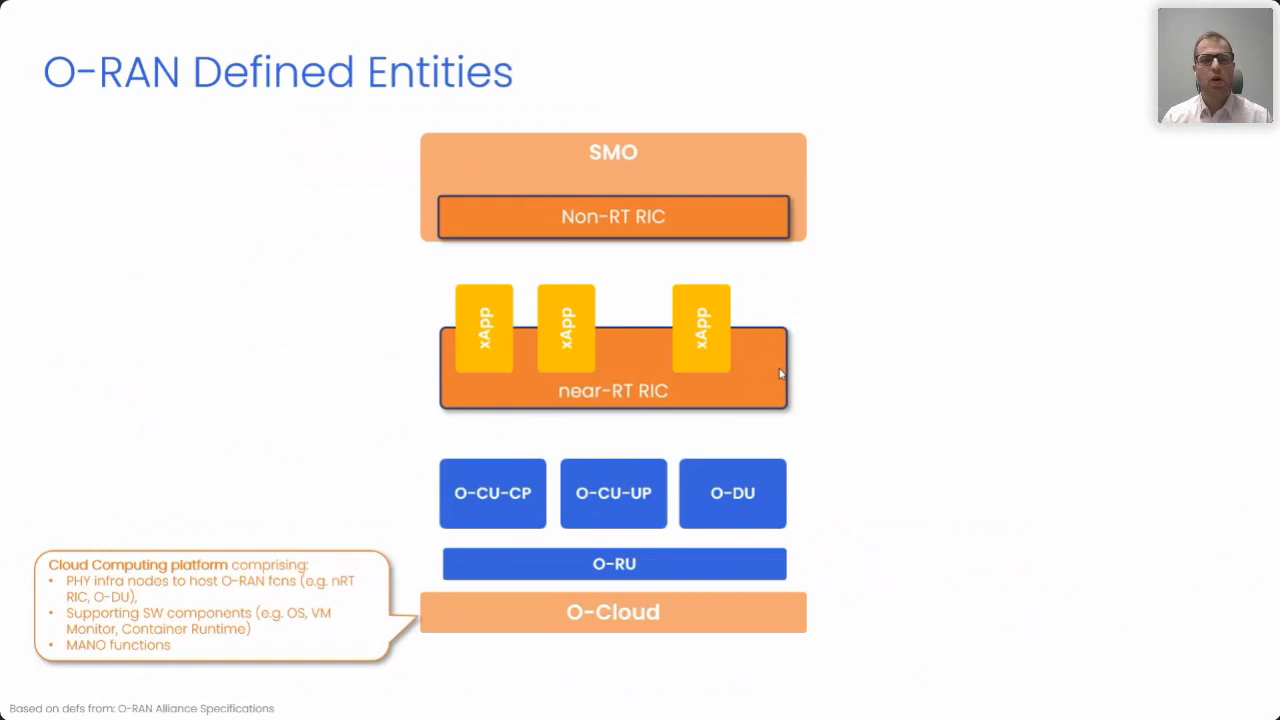 O-RAN Defined Entities
SMO
Non-RT RIC
xApp
xApp
xApp
near-RT RIC
O-CU-CP
O-CU-UP
O-DU
O-RU
O-Cloud
Cloud Computing platform comprising:
• PHY infra nodes to host O-RAN fcns (e.g. nRT
RIC, O-DU),
• Supporting SW components (e.g. OS, VM
Monitor, Container Runtime)
• MANO functions
Based on defs from: O-RAN Alliance Specifications